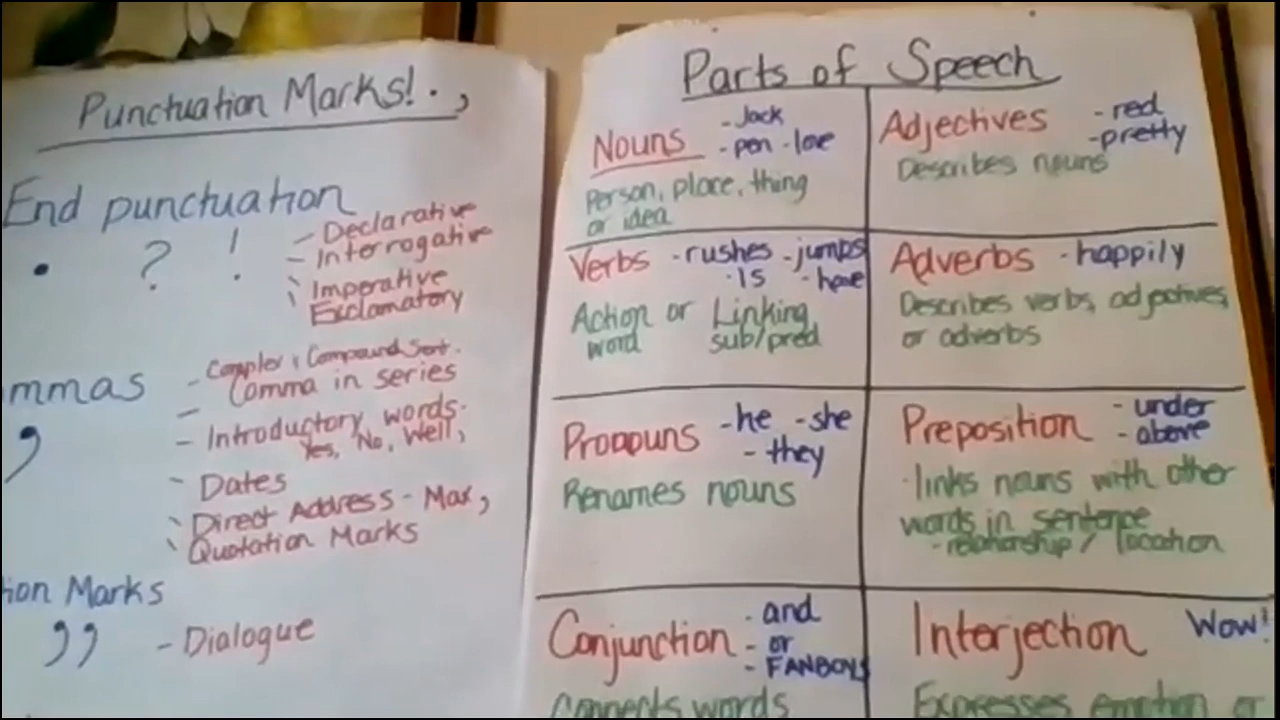 Punctuation Marks! . ,
End punctuation
. ? !
- Declarative
- Interrogative
- Imperative
- Exclamatory
mmas
,
- Complex & Compound Sent.
- Comma in series
- Introductory words-
Yes, No, Well,
- Dates
- Direct Address - Max,
- Quotation Marks
ion Marks
,,
- Dialogue
Parts of Speech
Nouns
- Jack
- pen - love
Person, place, thing
or idea
Adjectives
- red
- pretty
Describes nouns
Verbs - rushes - jumps
- is - have
Action or Linking
word sub/pred
Adverbs - happily
Describes verbs, adjectives,
or adverbs
Pronouns - he - she
- they
Renames nouns
Preposition
- under
- above
- links nouns with other
words in sentence
- relationship / location
Conjunction
- and
- or
- FANBOYS
Connects words
Interjection Wow!
Expresses emotion or